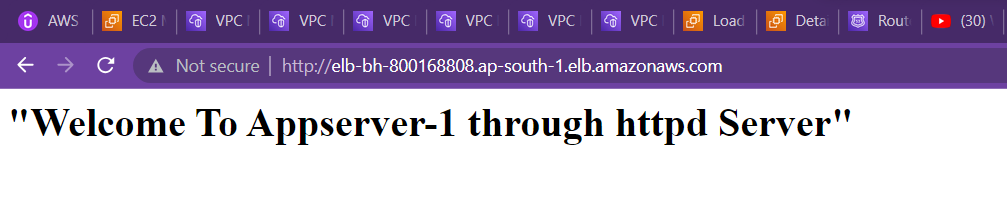 AWS EC2 VPC VPC VPC VPC VPC VPC Load Detai Rout (30)
Not secure | http://elb-bh-800168808.ap-south-1.elb.amazonaws.com
"Welcome To Appserver-1 through httpd Server"